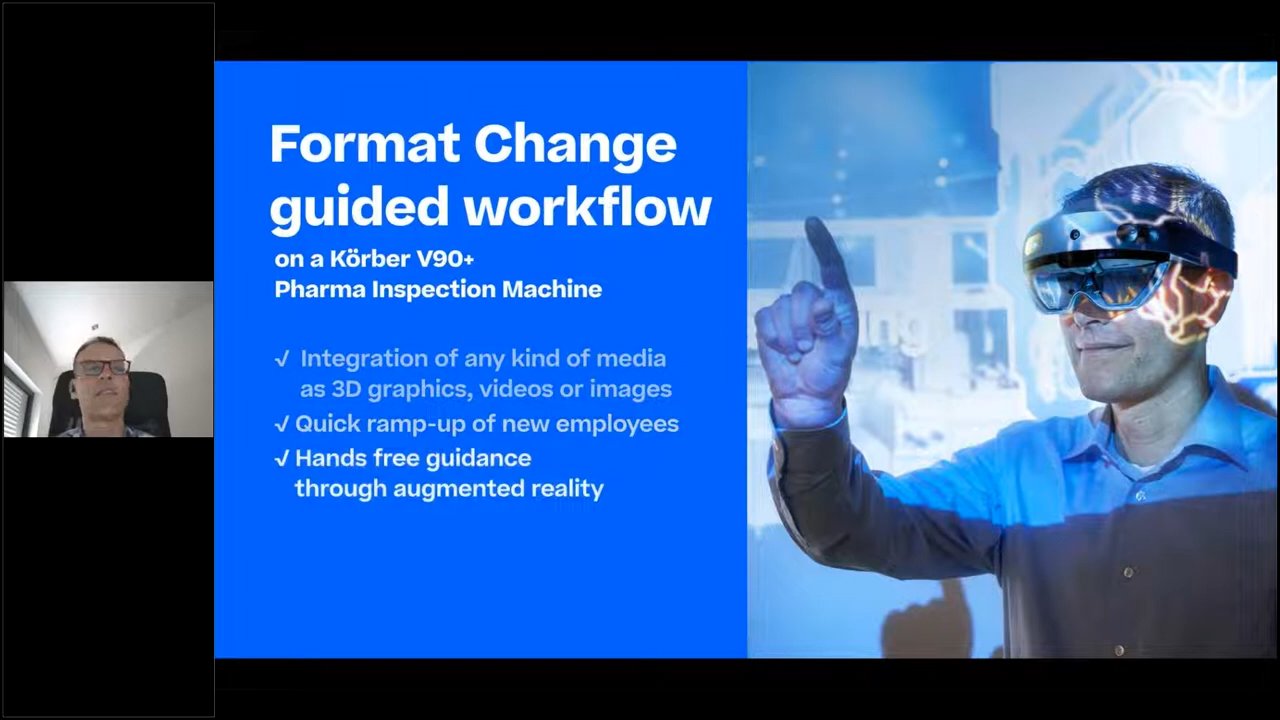 Format Change
guided workflow
on a Körber V90+
Pharma Inspection Machine
√ Integration of any kind of media
as 3D graphics, videos or images
√ Quick ramp-up of new employees
√ Hands free guidance
through augmented reality